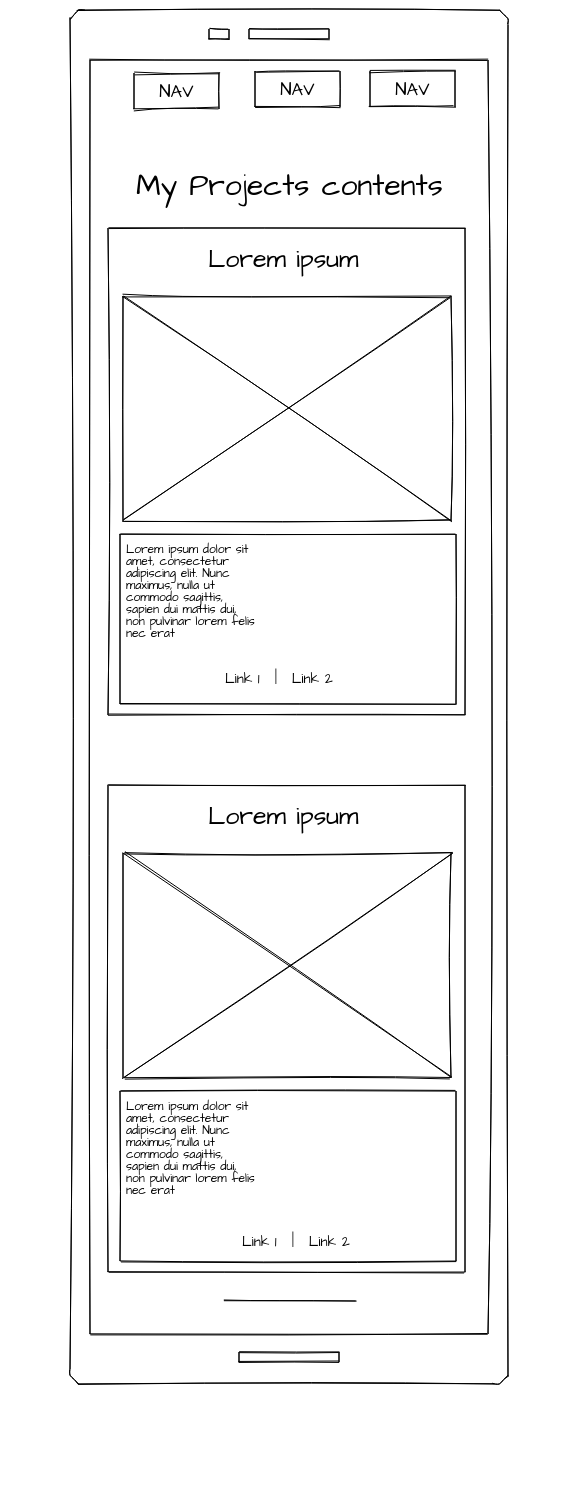 NAV NAV NAV
My Projects contents
Lorem ipsum
Lorem ipsum dolor sit
amet, consectetur
adipiscing elit. Nunc
maximus, nulla ut
commodo sagittis,
sapien dui mattis dui,
non pulvinar lorem felis
nec erat
Link 1 | Link 2
Lorem ipsum
Lorem ipsum dolor sit
amet, consectetur
adipiscing elit. Nunc
maximus, nulla ut
commodo sagittis,
sapien dui mattis dui,
non pulvinar lorem felis
nec erat
Link 1 | Link 2